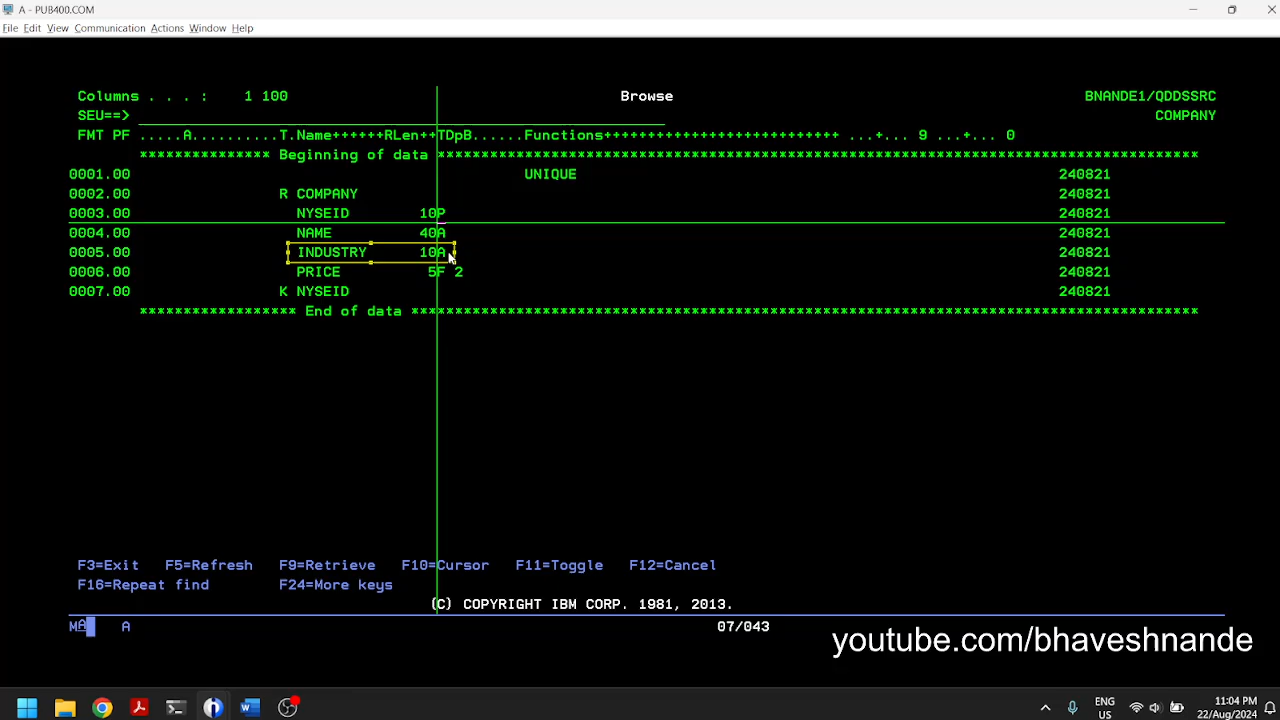 A - PUB400.COM
File Edit View Communication Actions Window Help
Columns . . . :    1 100                                      Browse                                               BNANDE1/QDDSSRC
SEU==>                                                                                                                     COMPANY
FMT PF .....A..........T.Name++++++RLen++TDpB......Functions+++++++++++++++++++++++++++ ...+... 9 ...+... 0
*************** Beginning of data ****************************************************************************************
0001.00                                             UNIQUE                                                       240821
0002.00                 R COMPANY                                                                                240821
0003.00                   NYSEID        10P                                                                      240821
0004.00                   NAME          40A                                                                      240821
0005.00                   INDUSTRY      10A                                                                      240821
0006.00                   PRICE          5F 2                                                                    240821
0007.00                 K NYSEID                                                                                 240821
****************** End of data *******************************************************************************************
F3=Exit   F5=Refresh   F9=Retrieve   F10=Cursor   F11=Toggle   F12=Cancel
F16=Repeat find        F24=More keys
(C) COPYRIGHT IBM CORP. 1981, 2013.
MA    A                                                                    07/043
youtube.com/bhaveshnande
ENG
US
11:04 PM
22/Aug/2024